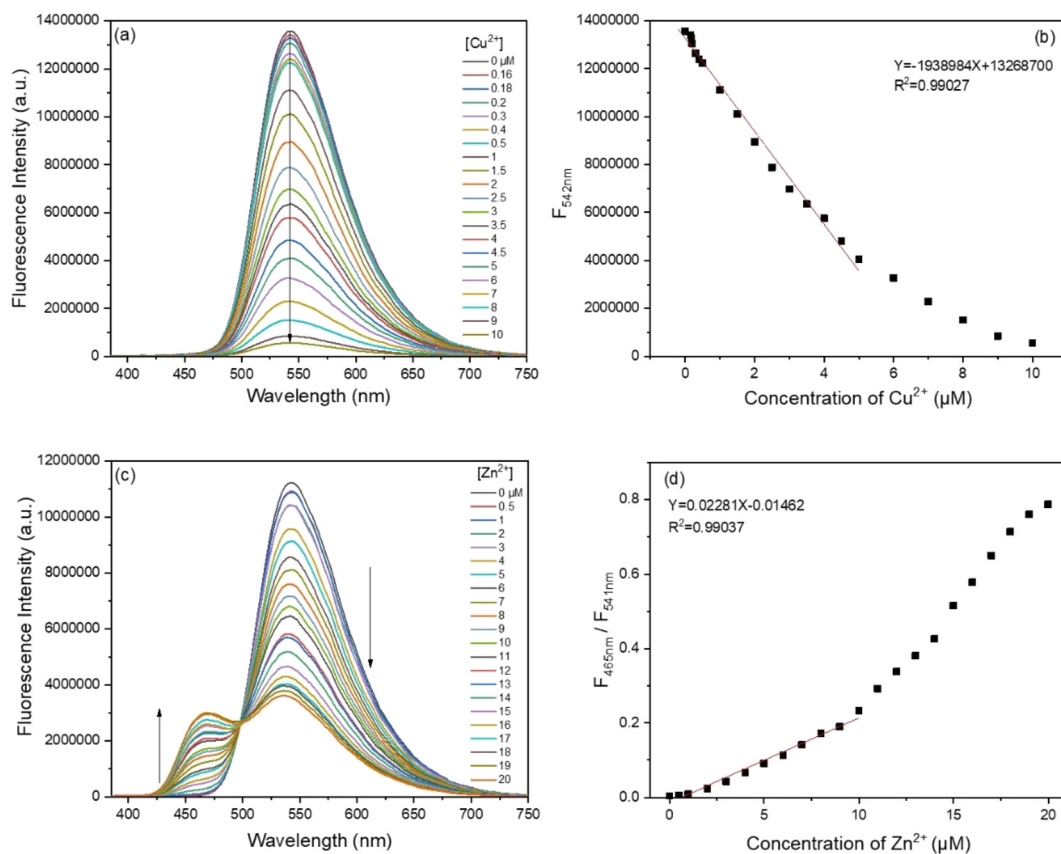 (a)
[Cu²⁺]
0 µM
0.16
0.18
0.2
0.3
0.4
0.5
1
1.5
2
2.5
3
3.5
4
4.5
5
6
7
8
9
10
14000000
12000000
10000000
8000000
6000000
4000000
2000000
0
Fluorescence Intensity (a.u.)
400 450 500 550 600 650 700 750
Wavelength (nm)
(b)
Y=-1938984X+13268700
R²=0.99027
14000000
12000000
10000000
8000000
6000000
4000000
2000000
0
F542nm
0 2 4 6 8 10
Concentration of Cu²⁺ (µM)
(c)
[Zn²⁺]
0 µM
0.5
1
2
3
4
5
6
7
8
9
10
11
12
13
14
15
16
17
18
19
20
12000000
10000000
8000000
6000000
4000000
2000000
0
Fluorescence Intensity (a.u.)
400 450 500 550 600 650 700 750
Wavelength (nm)
(d)
Y=0.02281X-0.01462
R²=0.99037
0.8
0.6
0.4
0.2
0.0
F465nm / F541nm
0 5 10 15 20
Concentration of Zn²⁺ (µM)